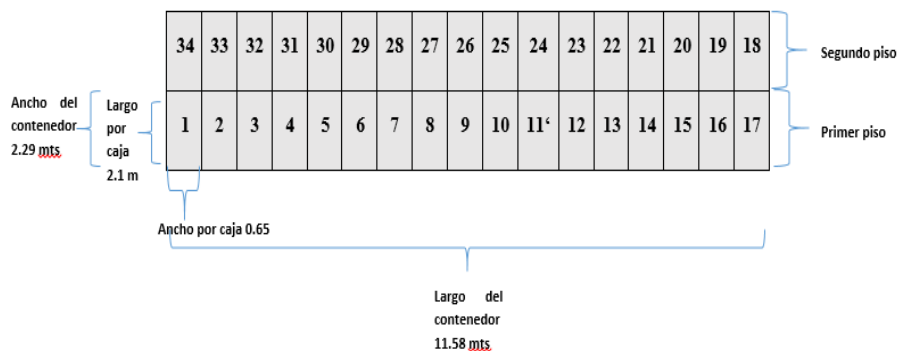 34 33 32 31 30 29 28 27 26 25 24 23 22 21 20 19 18
Segundo piso
Ancho del
contenedor
2.29 mts
Largo
por
caja
2.1 m
1 2 3 4 5 6 7 8 9 10 11‘ 12 13 14 15 16 17
Primer piso
Ancho por caja 0.65
Largo del
contenedor
11.58 mts